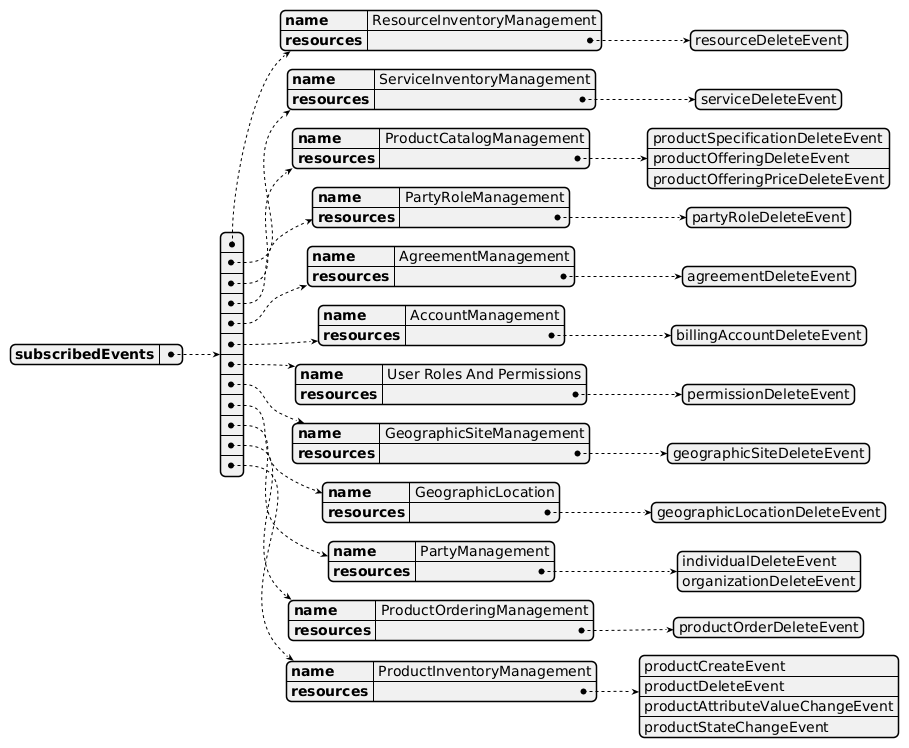 name ResourceInventoryManagement
resources
resourceDeleteEvent
name ServiceInventoryManagement
resources
serviceDeleteEvent
name ProductCatalogManagement
resources
productSpecificationDeleteEvent
productOfferingDeleteEvent
productOfferingPriceDeleteEvent
name PartyRoleManagement
resources
partyRoleDeleteEvent
name AgreementManagement
resources
agreementDeleteEvent
name AccountManagement
resources
billingAccountDeleteEvent
subscribedEvents
name User Roles And Permissions
resources
permissionDeleteEvent
name GeographicSiteManagement
resources
geographicSiteDeleteEvent
name GeographicLocation
resources
geographicLocationDeleteEvent
name PartyManagement
resources
individualDeleteEvent
organizationDeleteEvent
name ProductOrderingManagement
resources
productOrderDeleteEvent
name ProductInventoryManagement
resources
productCreateEvent
productDeleteEvent
productAttributeValueChangeEvent
productStateChangeEvent